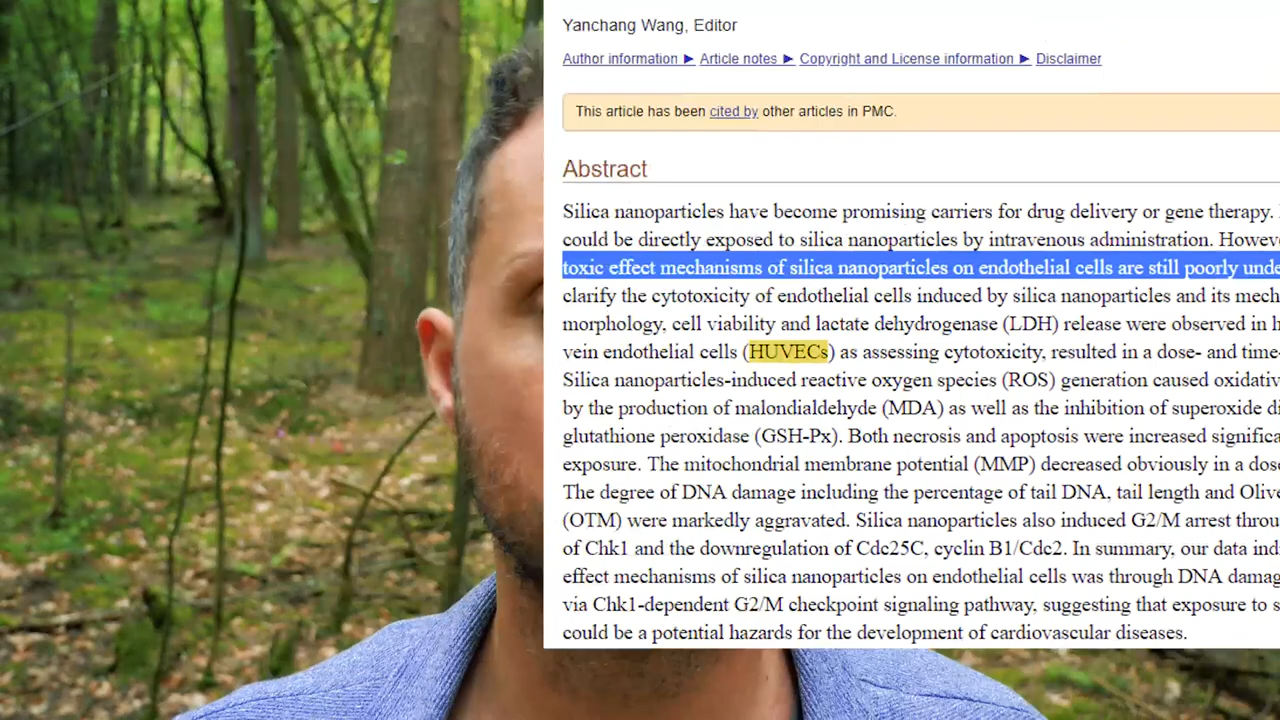 Yanchang Wang, Editor
Author information ► Article notes ► Copyright and License information ► Disclaimer
This article has been cited by other articles in PMC.
Abstract
Silica nanoparticles have become promising carriers for drug delivery or gene therapy.
could be directly exposed to silica nanoparticles by intravenous administration. Howev
toxic effect mechanisms of silica nanoparticles on endothelial cells are still poorly unde
clarify the cytotoxicity of endothelial cells induced by silica nanoparticles and its mech
morphology, cell viability and lactate dehydrogenase (LDH) release were observed in h
vein endothelial cells (HUVECs) as assessing cytotoxicity, resulted in a dose- and time-
Silica nanoparticles-induced reactive oxygen species (ROS) generation caused oxidativ
by the production of malondialdehyde (MDA) as well as the inhibition of superoxide di
glutathione peroxidase (GSH-Px). Both necrosis and apoptosis were increased significa
exposure. The mitochondrial membrane potential (MMP) decreased obviously in a dose
The degree of DNA damage including the percentage of tail DNA, tail length and Olive
(OTM) were markedly aggravated. Silica nanoparticles also induced G2/M arrest throu
of Chk1 and the downregulation of Cdc25C, cyclin B1/Cdc2. In summary, our data ind
effect mechanisms of silica nanoparticles on endothelial cells was through DNA damag
via Chk1-dependent G2/M checkpoint signaling pathway, suggesting that exposure to s
could be a potential hazards for the development of cardiovascular diseases.